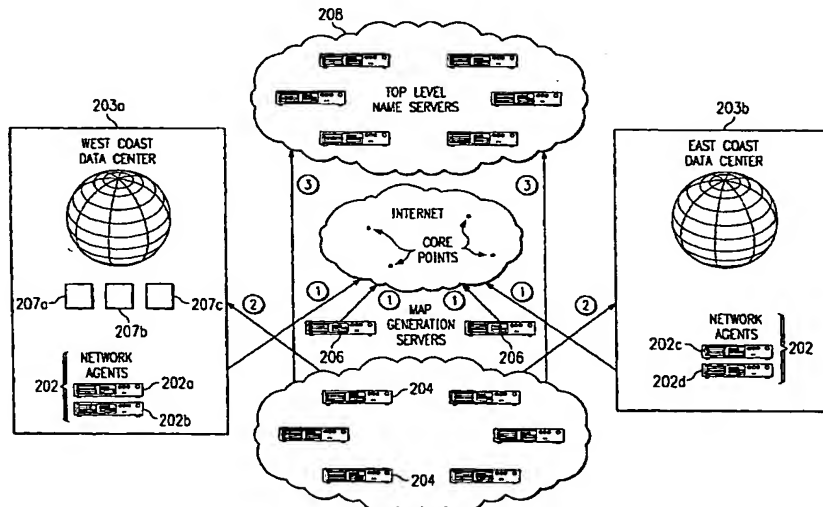 208
TOP LEVEL
NAME SERVERS
203a
WEST COAST
DATA CENTER
203b
EAST COAST
DATA CENTER
3
3
INTERNET
CORE
POINTS
207a
207b
207c
2
1
1
1
1
2
MAP
GENERATION
SERVERS
206
206
NETWORK
AGENTS
202
202a
202b
NETWORK
AGENTS
202c
202d
202
204
204